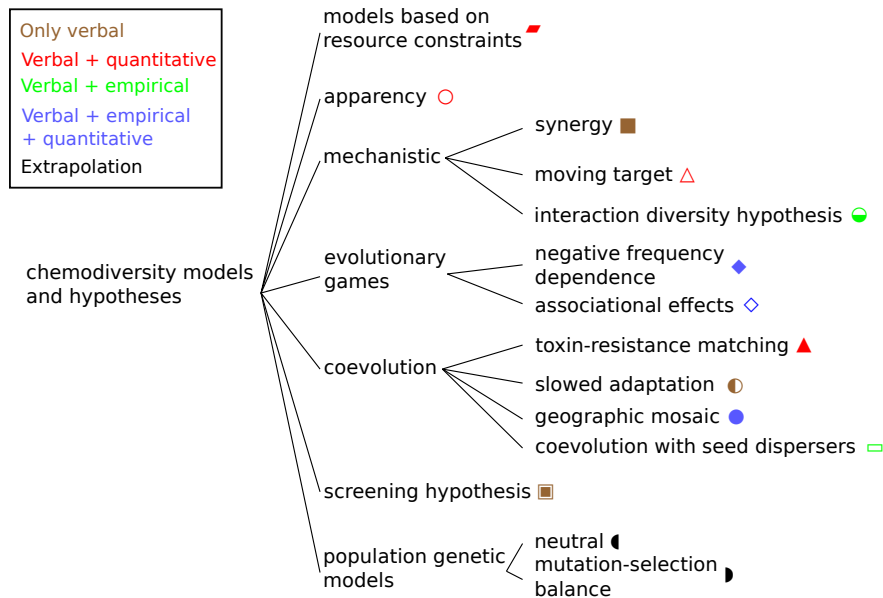 Only verbal
Verbal + quantitative
Verbal + empirical
Verbal + empirical
+ quantitative
Extrapolation
chemodiversity models
and hypotheses
models based on
resource constraints
apparency
mechanistic
synergy
moving target
interaction diversity hypothesis
evolutionary
games
negative frequency
dependence
associational effects
coevolution
toxin-resistance matching
slowed adaptation
geographic mosaic
coevolution with seed dispersers
screening hypothesis
population genetic
models
neutral
mutation-selection
balance